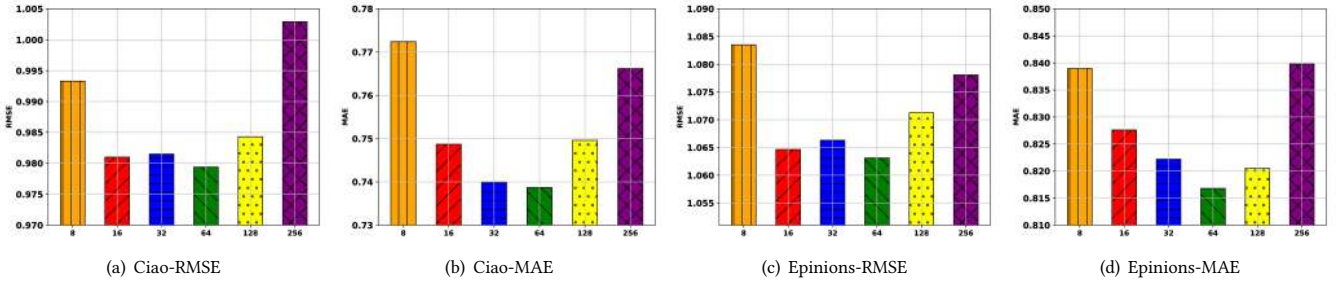 RMSE
1.005
1.000
0.995
0.990
0.985
0.980
0.975
0.970
8 16 32 64 128 256
(a) Ciao-RMSE
MAE
0.78
0.77
0.76
0.75
0.74
0.73
8 16 32 64 128 256
(b) Ciao-MAE
RMSE
1.090
1.085
1.080
1.075
1.070
1.065
1.060
1.055
8 16 32 64 128 256
(c) Epinions-RMSE
MAE
0.850
0.845
0.840
0.835
0.830
0.825
0.820
0.815
0.810
8 16 32 64 128 256
(d) Epinions-MAE